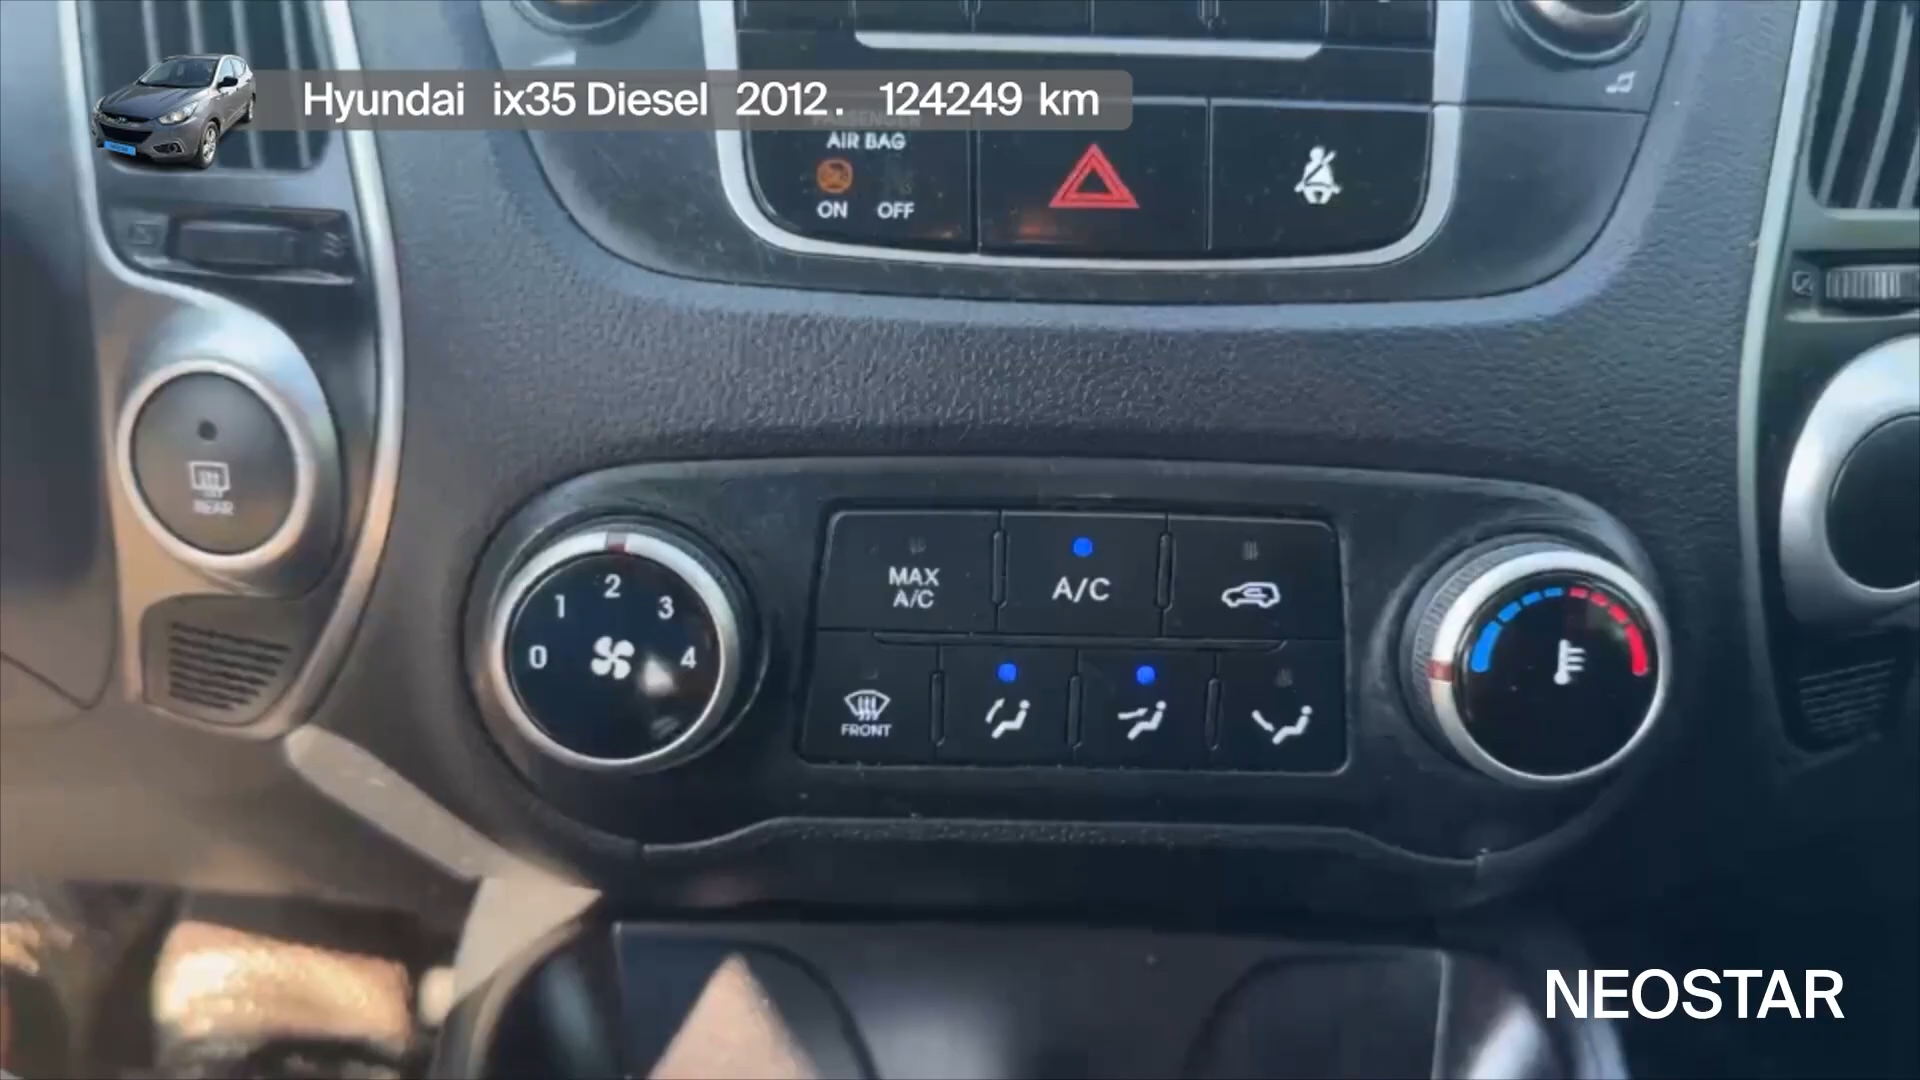 Hyundai ix35 Diesel 2012. 124249 km
AIR BAG
ON OFF
REAR
0 1 2 3 4
MAX
A/C
A/C
FRONT
NEOSTAR